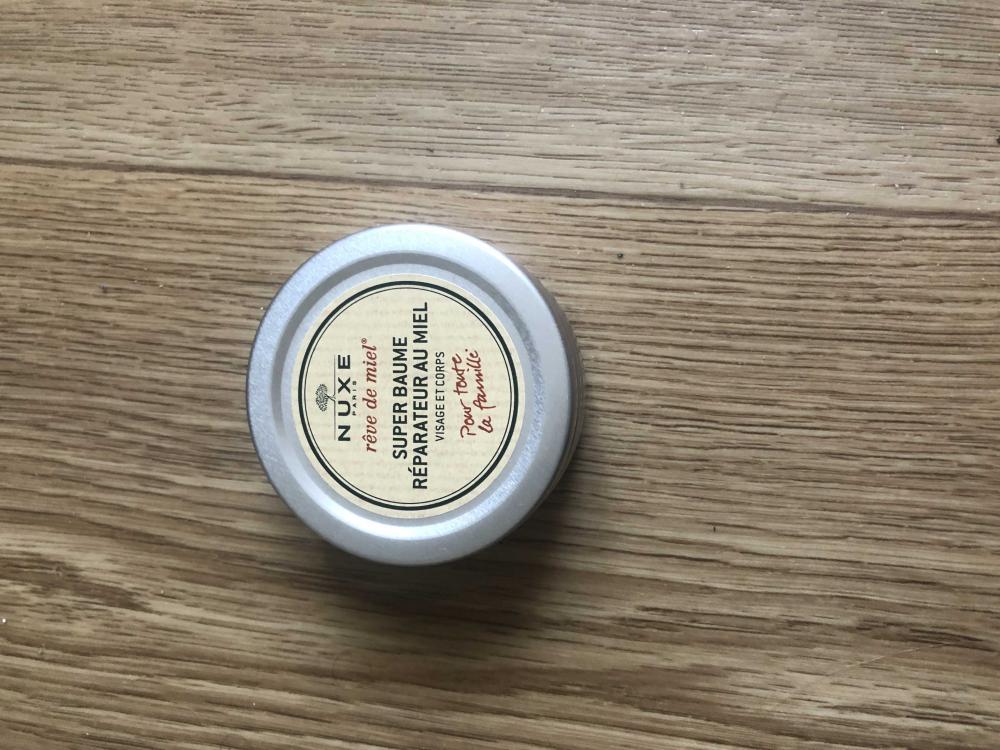 NUXE
PARIS
rêve de miel®
SUPER BAUME
RÉPARATEUR AU MIEL
VISAGE ET CORPS
Pour toute
la famille.